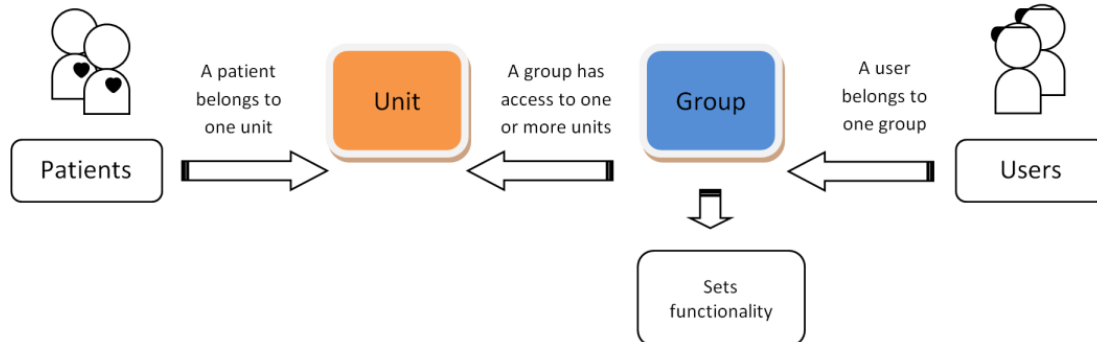 Patients
A patient
belongs to
one unit
Unit
A group has
access to one
or more units
Group
A user
belongs to
one group
Users
Sets
functionality